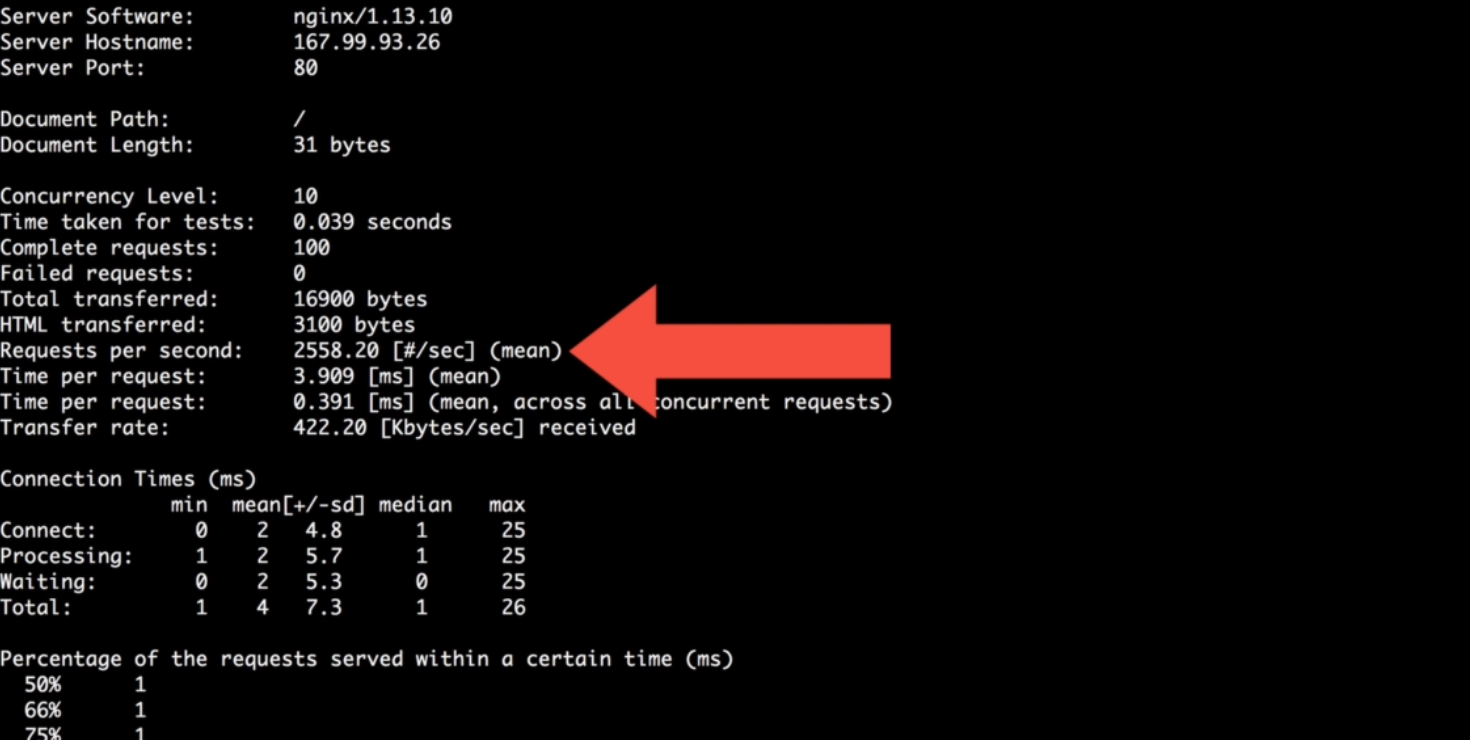 Server Software: nginx/1.13.10
Server Hostname: 167.99.93.26
Server Port: 80
Document Path: /
Document Length: 31 bytes
Concurrency Level: 10
Time taken for tests: 0.039 seconds
Complete requests: 100
Failed requests: 0
Total transferred: 16900 bytes
HTML transferred: 3100 bytes
Requests per second: 2558.20 [#/sec] (mean)
Time per request: 3.909 [ms] (mean)
Time per request: 0.391 [ms] (mean, across all concurrent requests)
Transfer rate: 422.20 [Kbytes/sec] received
Connection Times (ms)
min mean[+/-sd] median max
Connect: 0 2 4.8 1 25
Processing: 1 2 5.7 1 25
Waiting: 0 2 5.3 0 25
Total: 1 4 7.3 1 26
Percentage of the requests served within a certain time (ms)
50% 1
66% 1
75% 1